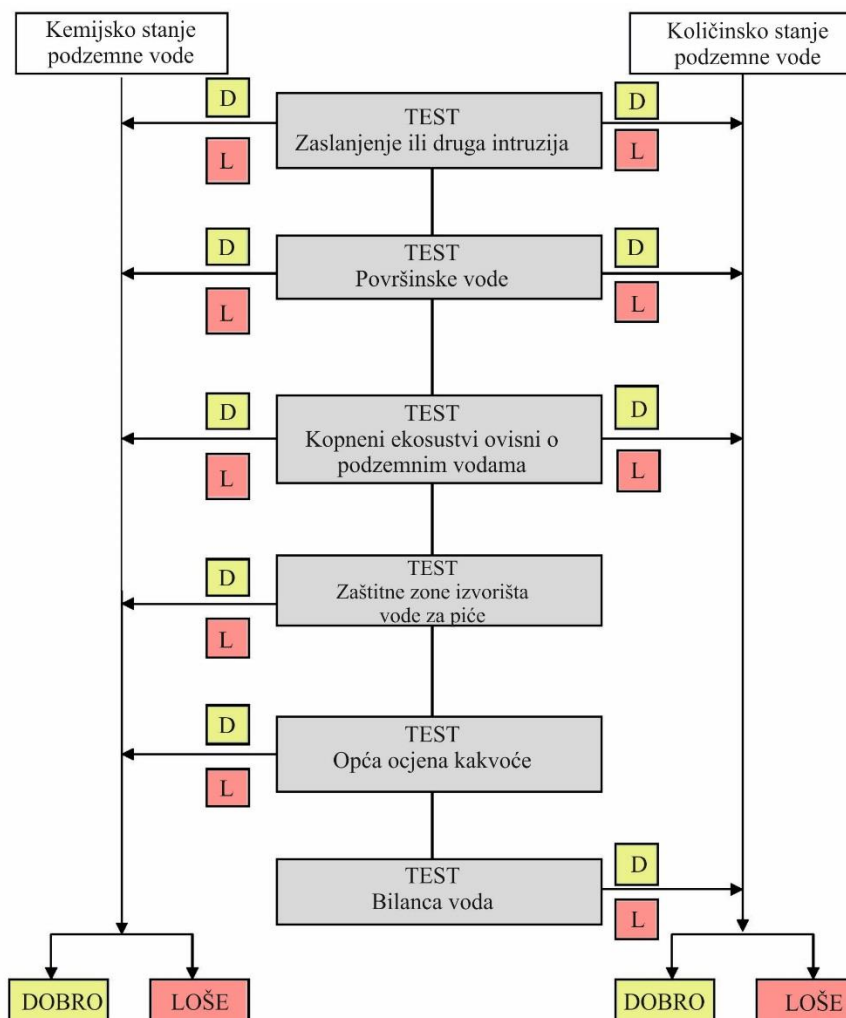 Kemijsko stanje
podzemne vode
Količinsko stanje
podzemne vode
D
L
TEST
Zaslanjenje ili druga intruzija
D
L
D
L
TEST
Površinske vode
D
L
D
L
TEST
Kopneni ekosustvi ovisni o
podzemnim vodama
D
L
D
L
TEST
Zaštitne zone izvorišta
vode za piće
D
L
TEST
Opća ocjena kakvoće
TEST
Bilanca voda
D
L
DOBRO
LOŠE
DOBRO
LOŠE